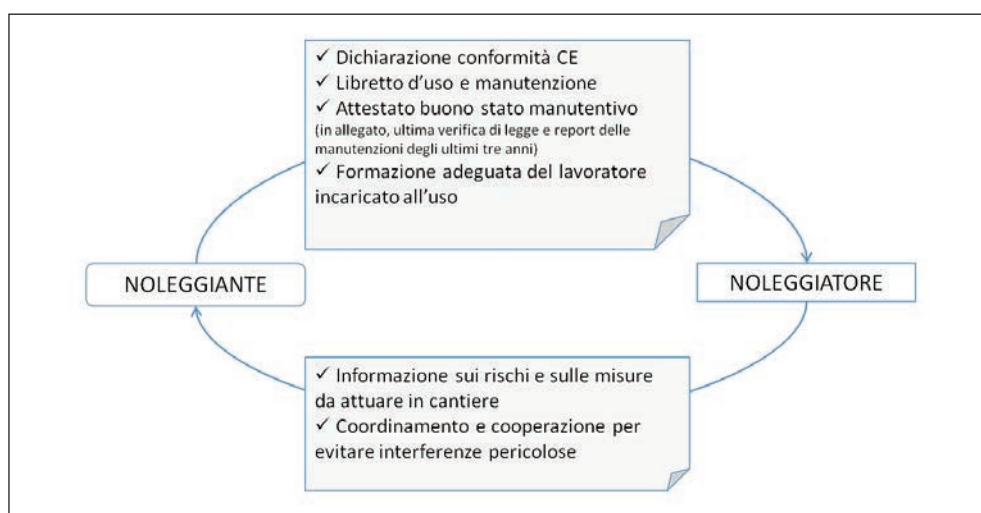 ✓ Dichiarazione conformità CE
✓ Libretto d'uso e manutenzione
✓ Attestato buono stato manutentivo
(in allegato, ultima verifica di legge e report delle
manutenzioni degli ultimi tre anni)
✓ Formazione adeguata del lavoratore
incaricato all'uso
NOLEGGIANTE
NOLEGGIATORE
✓ Informazione sui rischi e sulle misure
da attuare in cantiere
✓ Coordinamento e cooperazione per
evitare interferenze pericolose